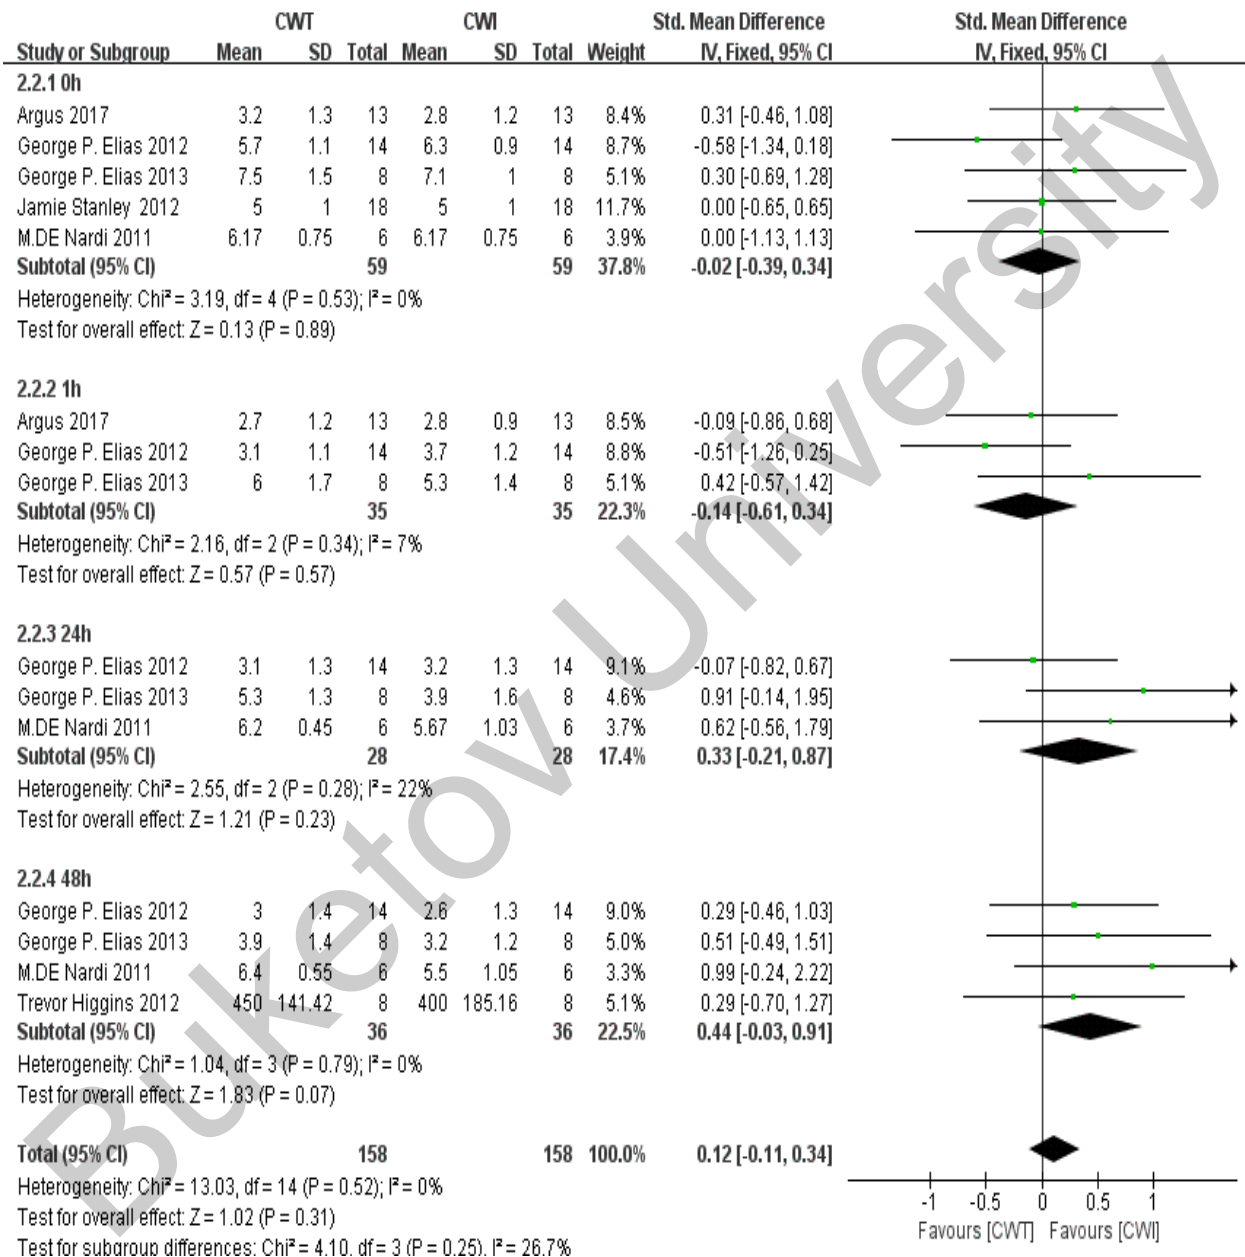 CWT CWI Std. Mean Difference Std. Mean Difference
Study or Subgroup Mean SD Total Mean SD Total Weight IV, Fixed, 95% CI IV, Fixed, 95% CI
2.2.1 0h
Argus 2017 3.2 1.3 13 2.8 1.2 13 8.4% 0.31 [-0.46, 1.08]
George P. Elias 2012 5.7 1.1 14 6.3 0.9 14 8.7% -0.58 [-1.34, 0.18]
George P. Elias 2013 7.5 1.5 8 7.1 1 8 5.1% 0.30 [-0.69, 1.28]
Jamie Stanley 2012 5 1 18 5 1 18 11.7% 0.00 [-0.65, 0.65]
M.DE Nardi 2011 6.17 0.75 6 6.17 0.75 6 3.9% 0.00 [-1.13, 1.13]
Subtotal (95% CI) 59 59 37.8% -0.02 [-0.39, 0.34]
Heterogeneity: Chi² = 3.19, df = 4 (P = 0.53); I² = 0%
Test for overall effect: Z = 0.13 (P = 0.89)
2.2.2 1h
Argus 2017 2.7 1.2 13 2.8 0.9 13 8.5% -0.09 [-0.86, 0.68]
George P. Elias 2012 3.1 1.1 14 3.7 1.2 14 8.8% -0.51 [-1.26, 0.25]
George P. Elias 2013 6 1.7 8 5.3 1.4 8 5.1% 0.42 [-0.57, 1.42]
Subtotal (95% CI) 35 35 22.3% -0.14 [-0.61, 0.34]
Heterogeneity: Chi² = 2.16, df = 2 (P = 0.34); I² = 7%
Test for overall effect: Z = 0.57 (P = 0.57)
2.2.3 24h
George P. Elias 2012 3.1 1.3 14 3.2 1.3 14 9.1% -0.07 [-0.82, 0.67]
George P. Elias 2013 5.3 1.3 8 3.9 1.6 8 4.6% 0.91 [-0.14, 1.95]
M.DE Nardi 2011 6.2 0.45 6 5.67 1.03 6 3.7% 0.62 [-0.56, 1.79]
Subtotal (95% CI) 28 28 17.4% 0.33 [-0.21, 0.87]
Heterogeneity: Chi² = 2.55, df = 2 (P = 0.28); I² = 22%
Test for overall effect: Z = 1.21 (P = 0.23)
2.2.4 48h
George P. Elias 2012 3 1.4 14 2.6 1.3 14 9.0% 0.29 [-0.46, 1.03]
George P. Elias 2013 3.9 1.4 8 3.2 1.2 8 5.0% 0.51 [-0.49, 1.51]
M.DE Nardi 2011 6.4 0.55 6 5.5 1.05 6 3.3% 0.99 [-0.24, 2.22]
Trevor Higgins 2012 450 141.42 8 400 185.16 8 5.1% 0.29 [-0.70, 1.27]
Subtotal (95% CI) 36 36 22.5% 0.44 [-0.03, 0.91]
Heterogeneity: Chi² = 1.04, df = 3 (P = 0.79); I² = 0%
Test for overall effect: Z = 1.83 (P = 0.07)
Total (95% CI) 158 158 100.0% 0.12 [-0.11, 0.34]
Heterogeneity: Chi² = 13.03, df = 14 (P = 0.52); I² = 0%
Test for overall effect: Z = 1.02 (P = 0.31)
Test for subgroup differences: Chi² = 4.10, df = 3 (P = 0.25), I² = 26.7%
-1 -0.5 0 0.5 1
Favours [CWT] Favours [CWI]
Buketov University